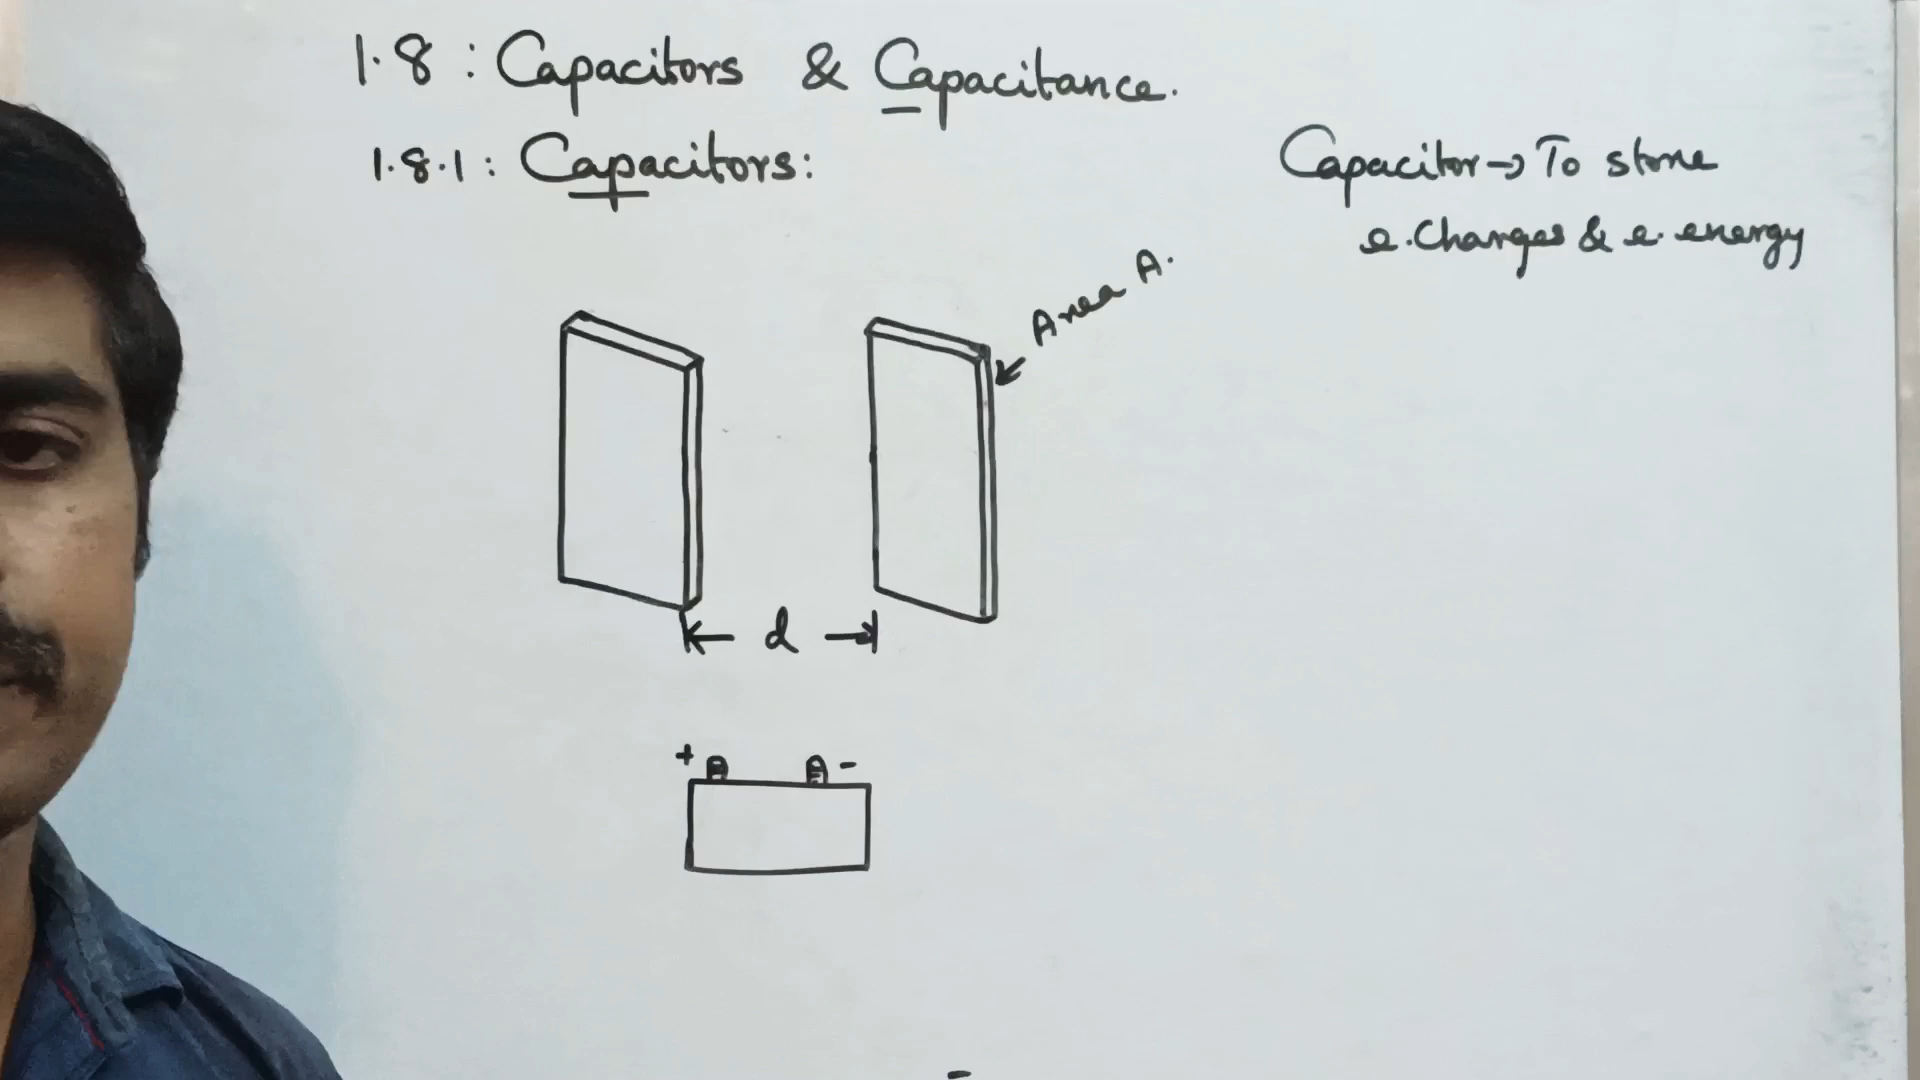 1.8 : Capacitors & Capacitance.
1.8.1 : Capacitors:
Capacitor → To store
e. Charges & e. energy
Area A.
d
+ -